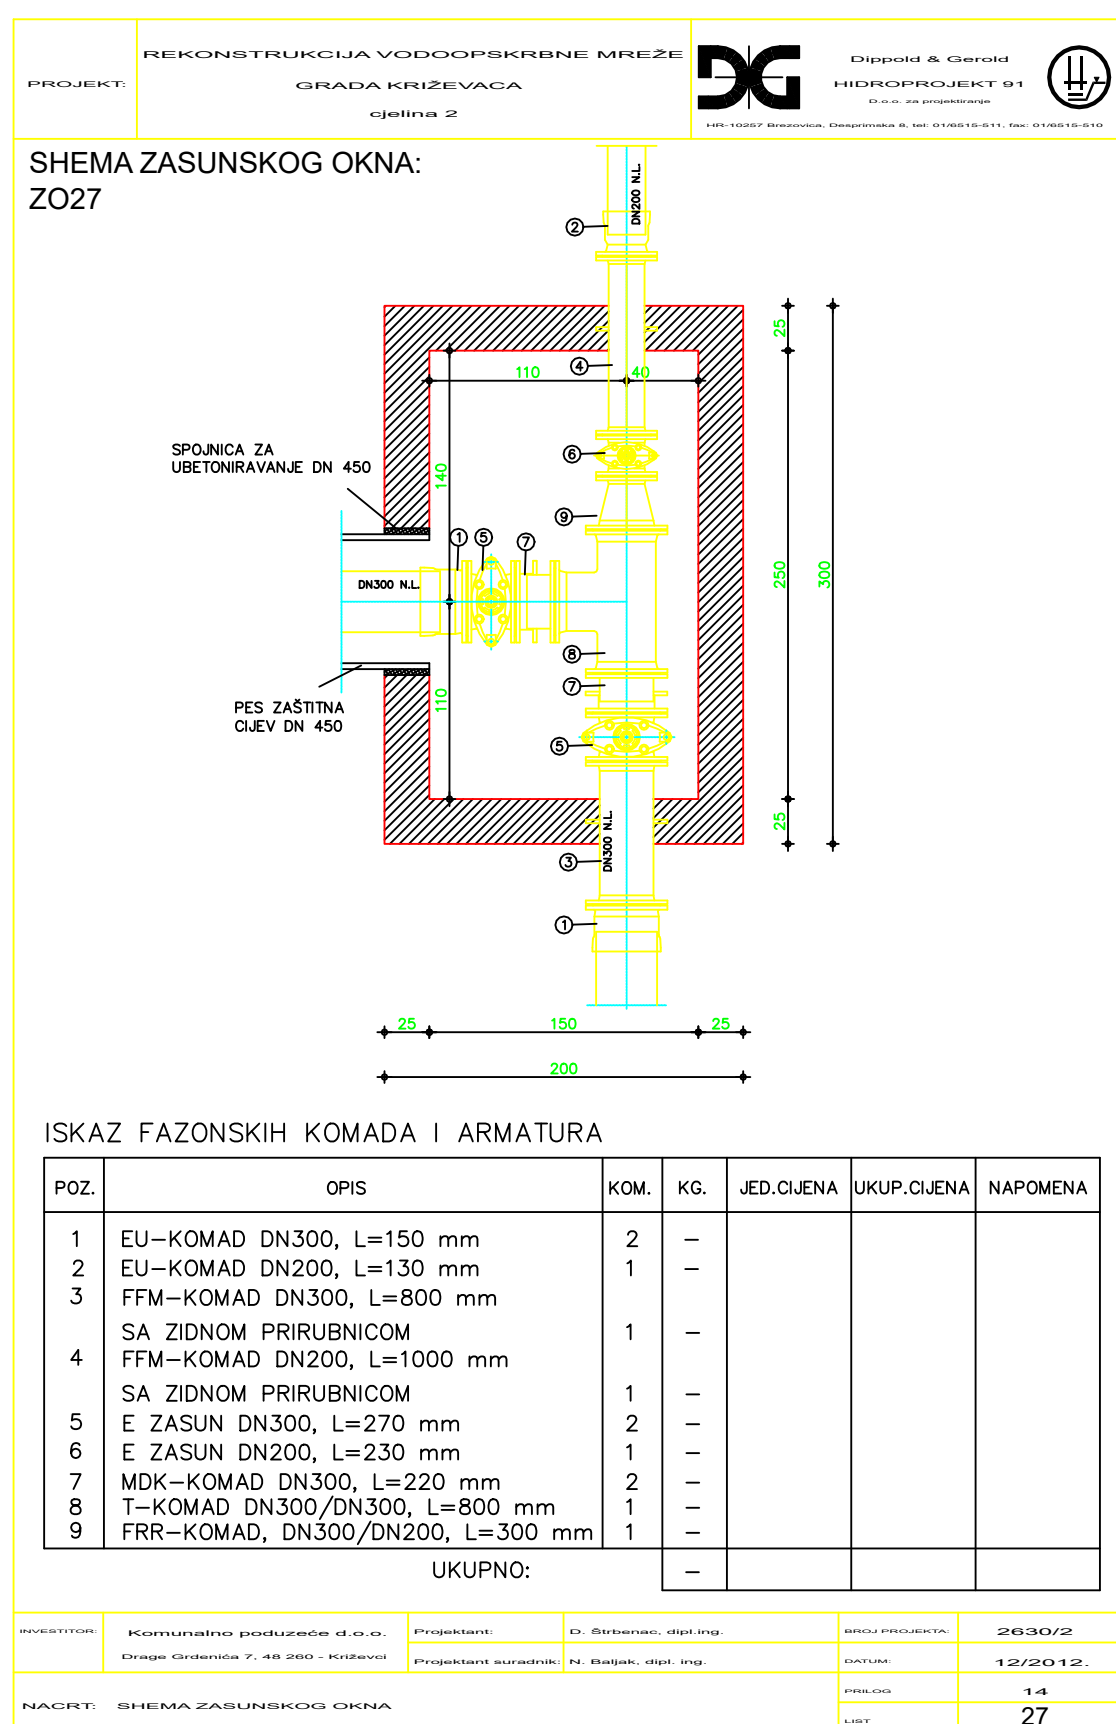 PROJEKT:
REKONSTRUKCIJA VODOOPSKRBNE MREŽE
GRADA KRIŽEVACA
cjelina 2
DG
Dippold & Gerold
HIDROPROJEKT 91
D.o.o. za projektiranje
HR-10257 Brezovica, Desprimska 8, tel: 01/6515-511, fax: 01/6515-510
SHEMA ZASUNSKOG OKNA:
ZO27
DN200 N.L.
2
25
4
110
40
SPOJNICA ZA
UBETONIRAVANJE DN 450
6
140
9
1
5
7
DN300 N.L.
250
300
8
7
110
PES ZAŠTITNA
CIJEV DN 450
5
25
DN300 N.L.
3
1
25
150
25
200
ISKAZ FAZONSKIH KOMADA I ARMATURA
POZ. OPIS KOM. KG. JED.CIJENA UKUP.CIJENA NAPOMENA
1 EU-KOMAD DN300, L=150 mm 2 -
2 EU-KOMAD DN200, L=130 mm 1 -
3 FFM-KOMAD DN300, L=800 mm
SA ZIDNOM PRIRUBNICOM 1 -
4 FFM-KOMAD DN200, L=1000 mm
SA ZIDNOM PRIRUBNICOM 1 -
5 E ZASUN DN300, L=270 mm 2 -
6 E ZASUN DN200, L=230 mm 1 -
7 MDK-KOMAD DN300, L=220 mm 2 -
8 T-KOMAD DN300/DN300, L=800 mm 1 -
9 FRR-KOMAD, DN300/DN200, L=300 mm 1 -
UKUPNO: -
INVESTITOR: Komunalno poduzeće d.o.o. Projektant: D. Štrbenac, dipl.ing. BROJ PROJEKTA: 2630/2
Drage Grdenića 7, 48 260 - Križevci Projektant suradnik: N. Baljak, dipl. ing. DATUM: 12/2012.
NACRT: SHEMA ZASUNSKOG OKNA
PRILOG 14
LIST 27